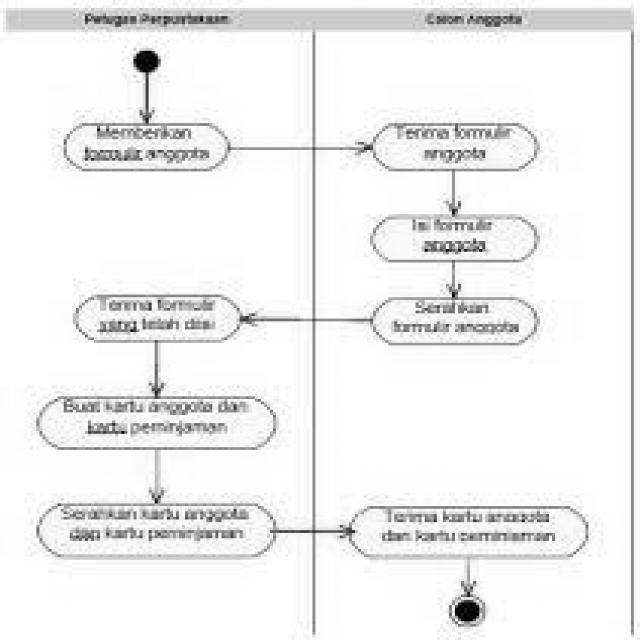 Petugas Perpustakaan
Calon Anggota
Memberikan
formulir anggota
Terima formulir
anggota
Isi formulir
anggota
Serahkan
formulir anggota
Terima formulir
yang telah diisi
Buat kartu anggota dan
kartu peminjaman
Serahkan kartu anggota
dan kartu peminjaman
Terima kartu anggota
dan kartu peminjaman